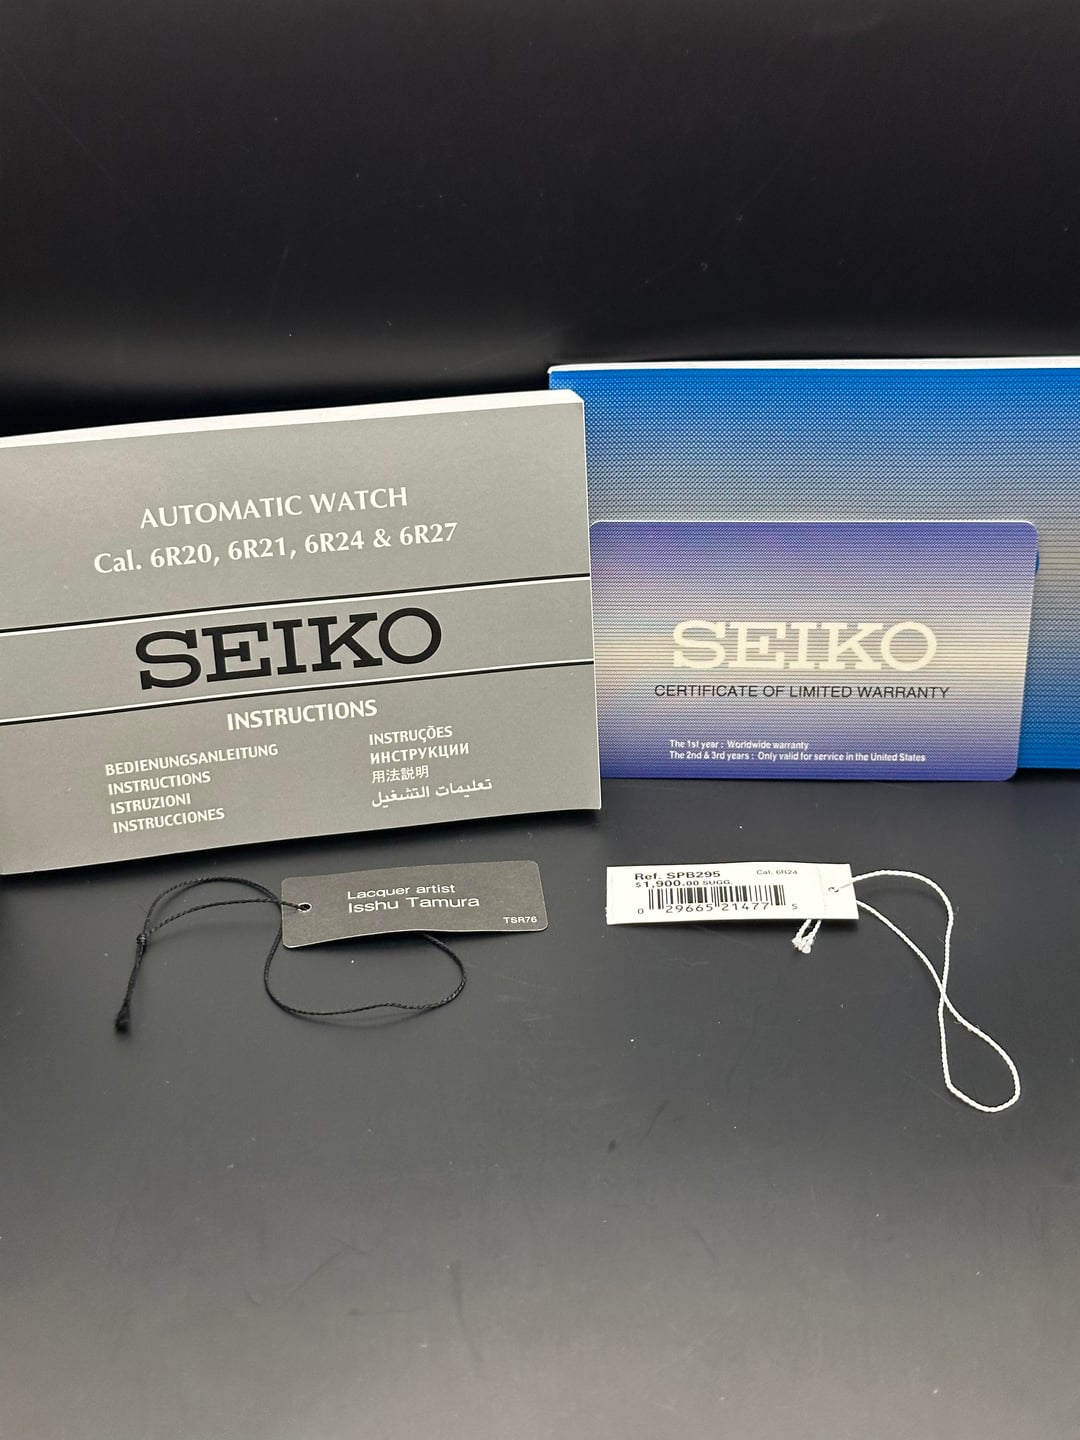 AUTOMATIC WATCH
Cal. 6R20, 6R21, 6R24 & 6R27
SEIKO
INSTRUCTIONS
BEDIENUNGSANLEITUNG
INSTRUCTIONS
ISTRUZIONI
INSTRUCCIONES
INSTRUÇÕES
ИНСТРУКЦИИ
用法説明
تعليمات التشغيل
SEIKO
CERTIFICATE OF LIMITED WARRANTY
The 1st year : Worldwide warranty
The 2nd & 3rd years : Only valid for service in the United States
Lacquer artist
Isshu Tamura
TSR76
Ref. SPB295 Cal. 6R24
$1,900.00 SUGG.
0 29665 21477 5